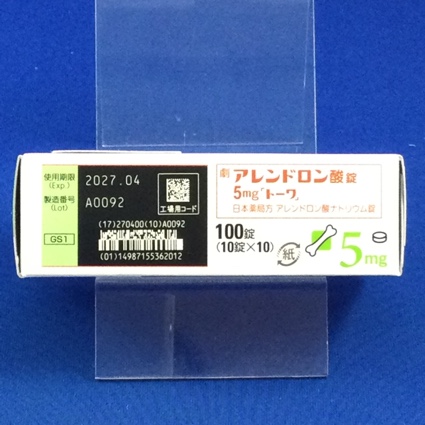 使用期限
(Exp.)
2027.04
製造番号
(Lot)
A0092
工場用コード
GS1
(17)270400(10)A0092
(01)14987155362012
劇 アレンドロン酸錠
5mg「トーワ」
日本薬局方 アレンドロン酸ナトリウム錠
100錠
(10錠×10)
紙
5mg